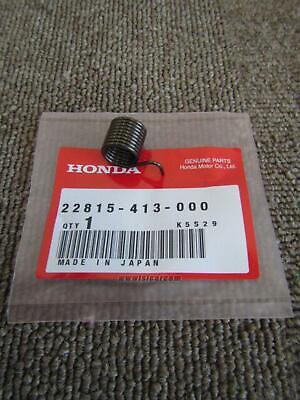 GENUINE PARTS
Honda Motor Co., Ltd.
HONDA
22815-413-000
QTY 1 K5529
MADE IN JAPAN